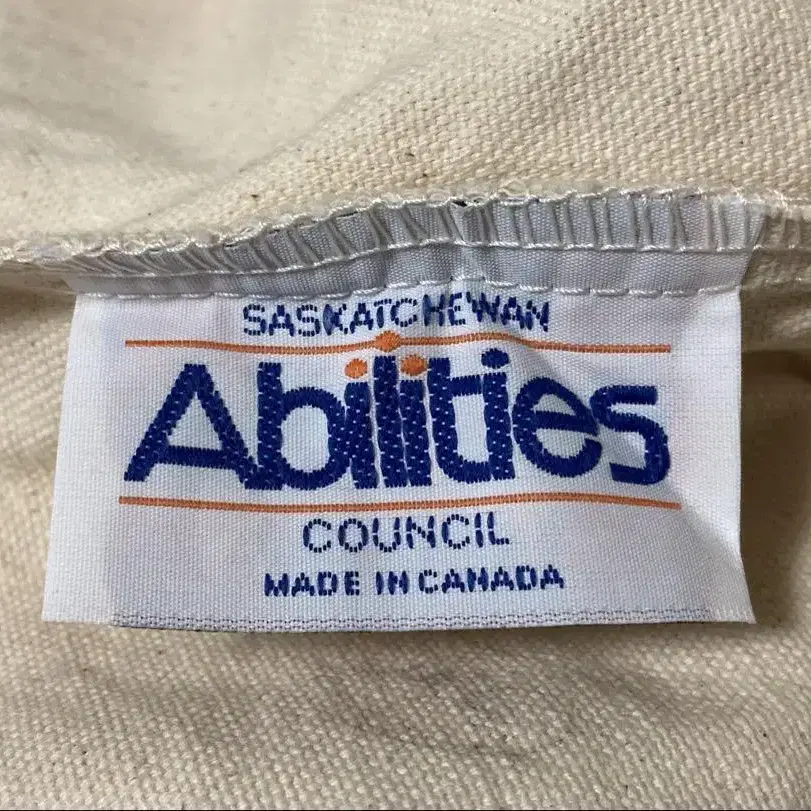 SASKATCHEWAN
Abilities
COUNCIL
MADE IN CANADA